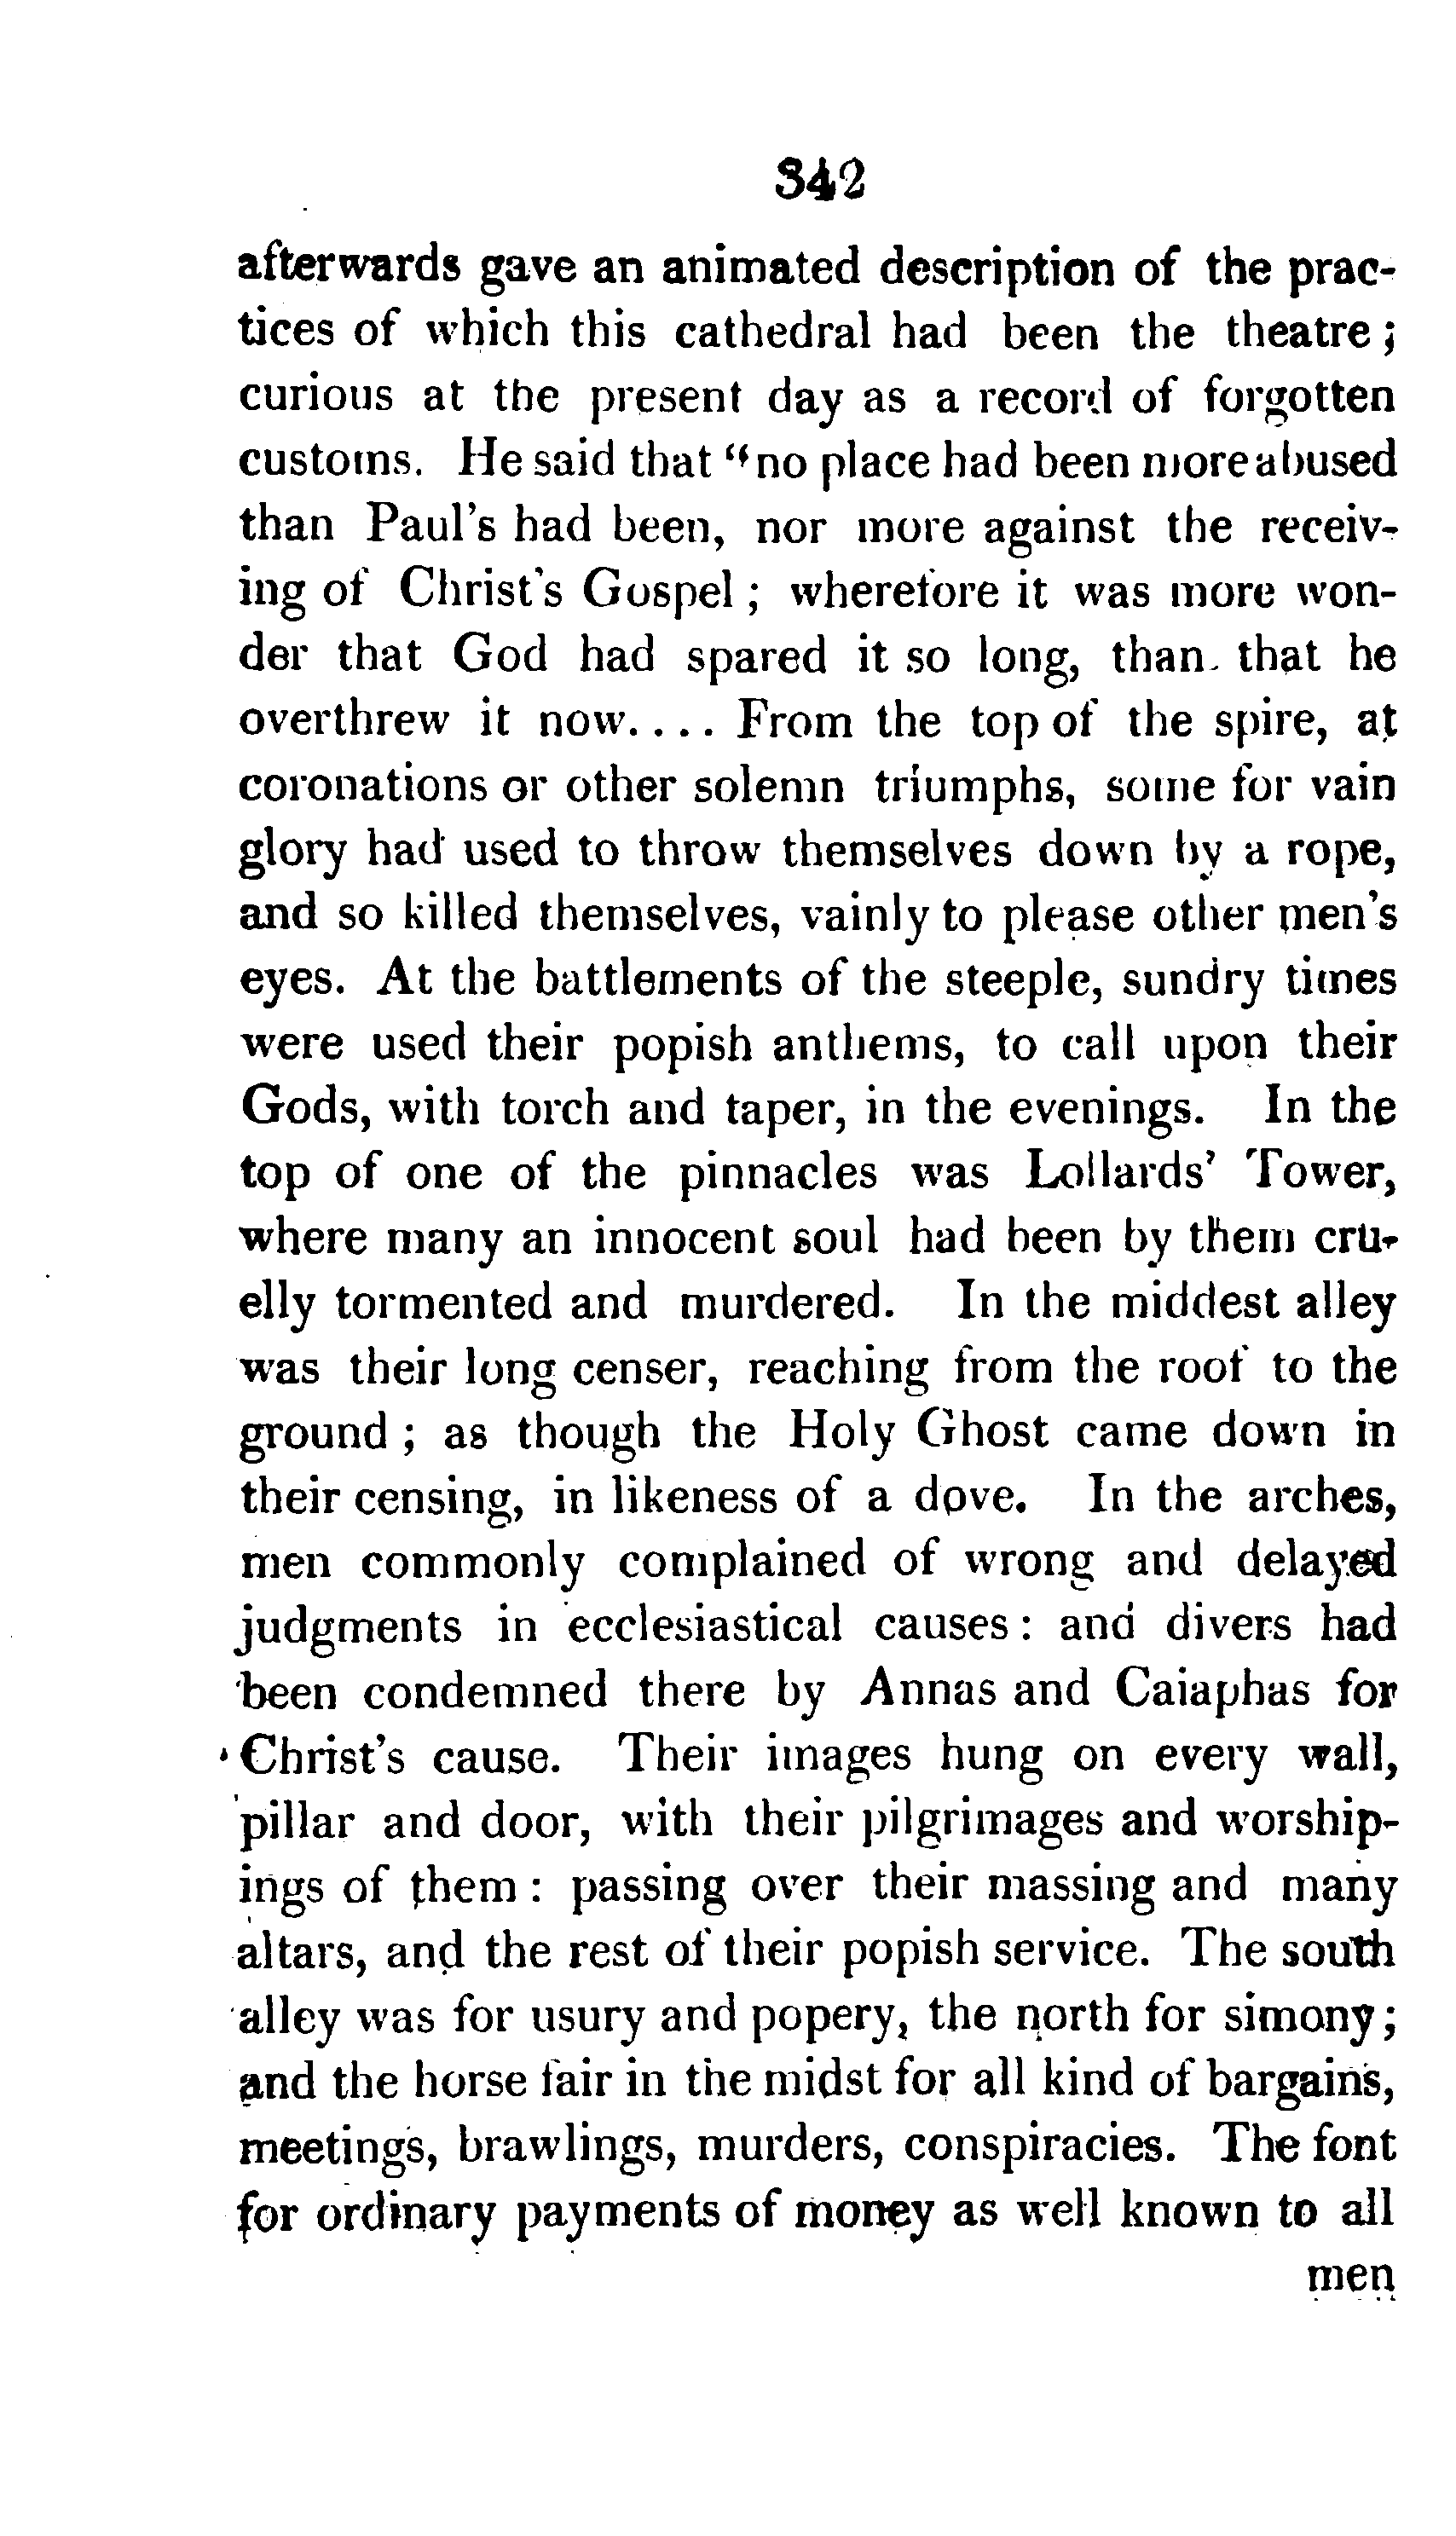 342
afterwards gave an animated description of the prac-
tices of which this cathedral had been the theatre;
curious at the present day as a record of forgotten
customs. He said that "no place had been more abused
than Paul's had been, nor more against the receiv-
ing of Christ's Gospel; wherefore it was more won-
der that God had spared it so long, than that he
overthrew it now.... From the top of the spire, at
coronations or other solemn triumphs, some for vain
glory had used to throw themselves down by a rope,
and so killed themselves, vainly to please other men's
eyes. At the battlements of the steeple, sundry times
were used their popish anthems, to call upon their
Gods, with torch and taper, in the evenings. In the
top of one of the pinnacles was Lollards' Tower,
where many an innocent soul had been by them cru-
elly tormented and murdered. In the middest alley
was their long censer, reaching from the roof to the
ground; as though the Holy Ghost came down in
their censing, in likeness of a dove. In the arches,
men commonly complained of wrong and delayed
judgments in ecclesiastical causes: and divers had
been condemned there by Annas and Caiaphas for
Christ's cause. Their images hung on every wall,
pillar and door, with their pilgrimages and worship-
ings of them: passing over their massing and many
altars, and the rest of their popish service. The south
alley was for usury and popery, the north for simony;
and the horse fair in the midst for all kind of bargains,
meetings, brawlings, murders, conspiracies. The font
for ordinary payments of money as well known to all
men